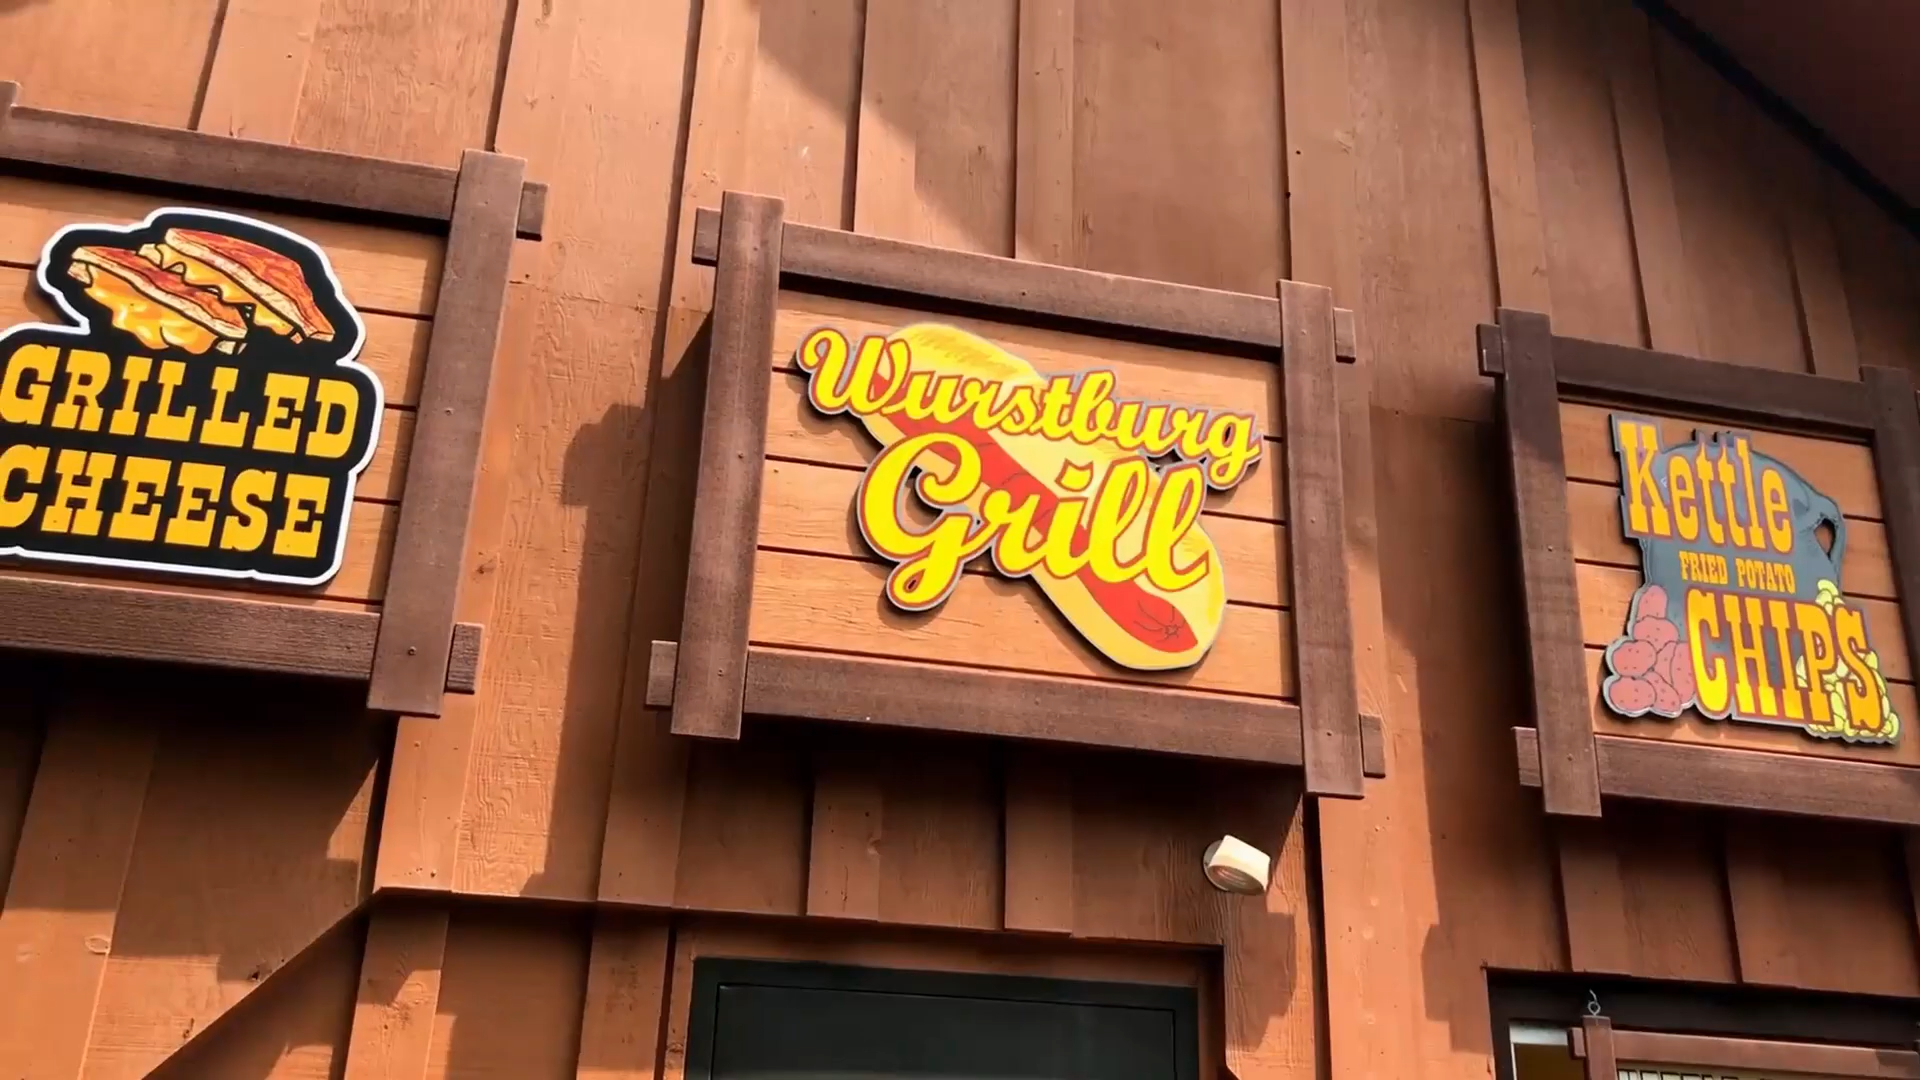 GRILLED
CHEESE
Wurstburg
Grill
Kettle
FRIED POTATO
CHIPS